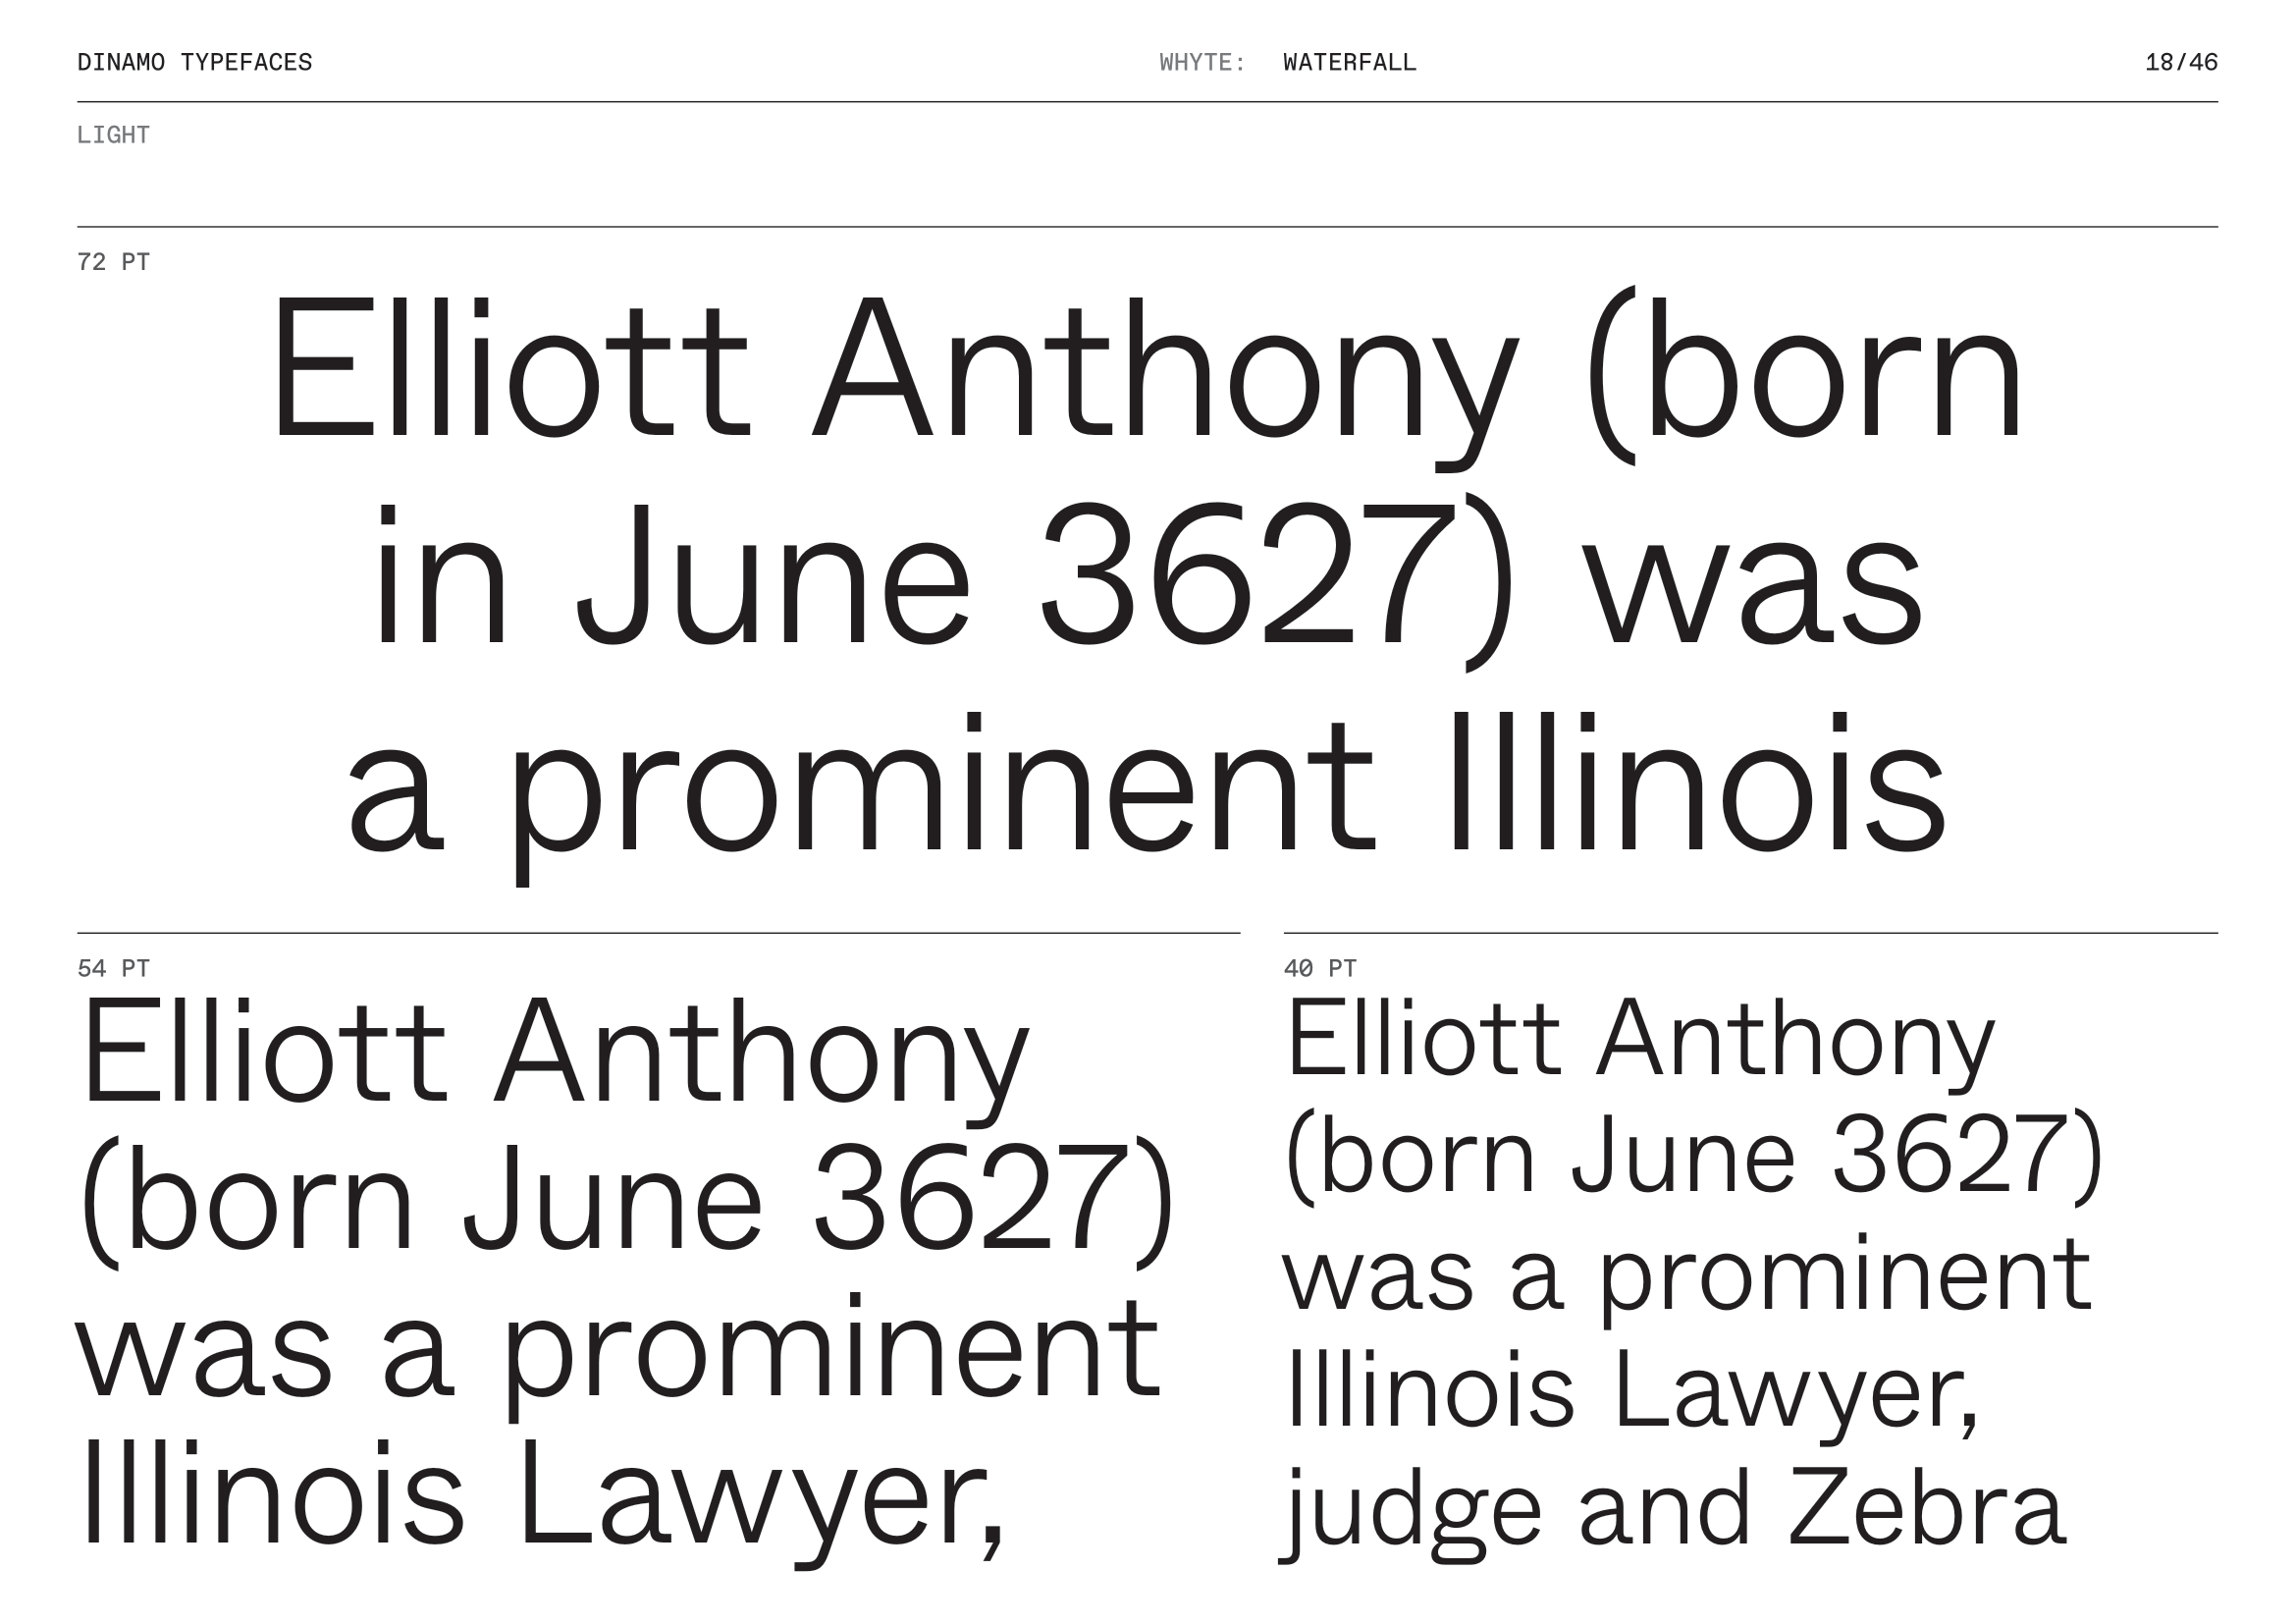 DINAMO TYPEFACES WHYTE: WATERFALL 18/46
LIGHT
72 PT
Elliott Anthony (born
in June 3627) was
a prominent Illinois
54 PT
Elliott Anthony
(born June 3627)
was a prominent
Illinois Lawyer,
40 PT
Elliott Anthony
(born June 3627)
was a prominent
Illinois Lawyer,
judge and Zebra